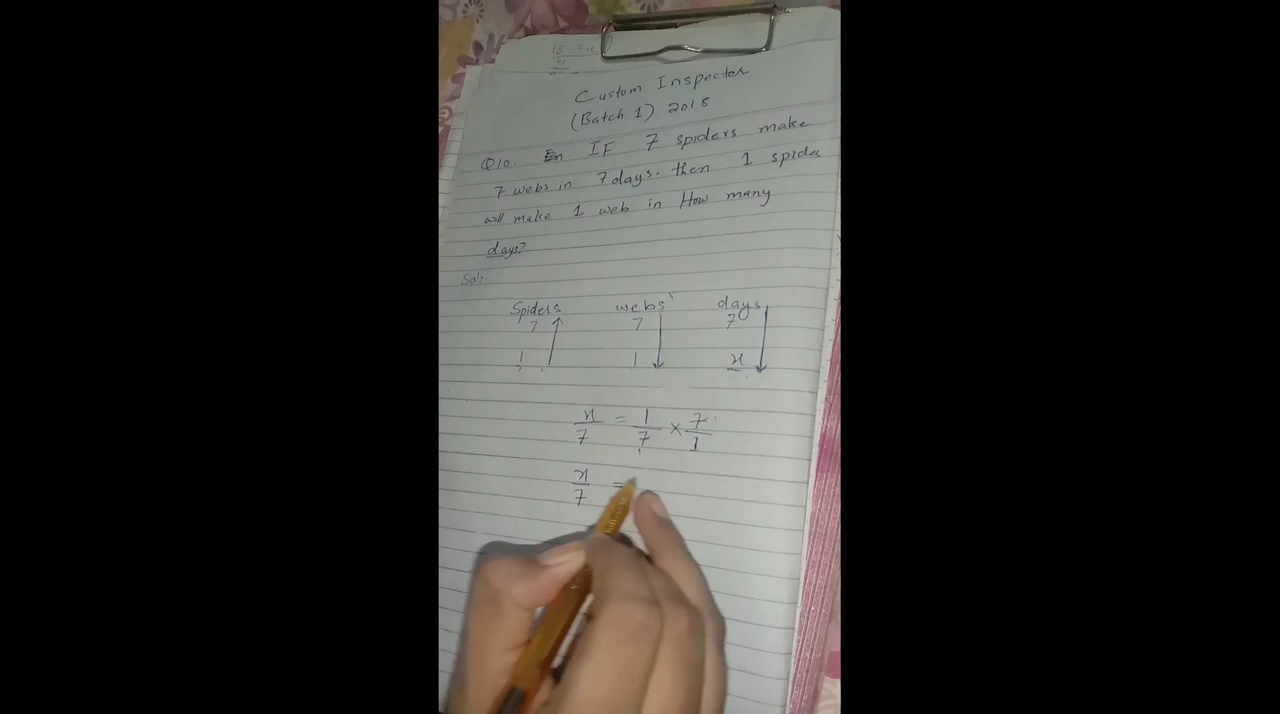 Custom Inspector
(Batch 1) 2018
Q10. IF 7 spiders make
7 webs in 7 days. then 1 spider
will make 1 web in How many
days?
Sol:
Spiders webs days
7 7 7
1 1 x
x/7 = 1/7 × 7/1
x/7 =